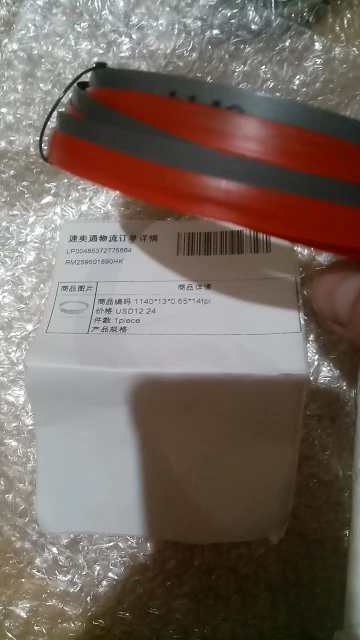 1140
速卖通物流订单详情
LP00465372775664
RM259501890HK
商品图片
商品详情
商品编码 1140*13*0.65*14tpi
价格 USD12.24
件数 1piece
产品规格